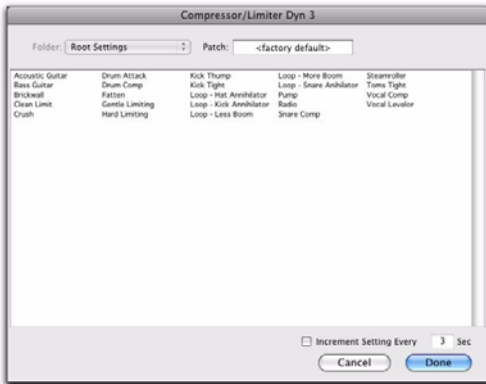 Compressor/Limiter Dyn 3
Folder: Root Settings Patch: <factory default>
Acoustic Guitar Drum Attack Kick Thump Loop - More Boom Steamroller
Bass Guitar Drum Comp Kick Tight Loop - Snare Anihilator Toms Tight
Brickwall Fatten Loop - Hat Annihilator Pump Vocal Comp
Clean Limit Gentle Limiting Loop - Kick Annihilator Radio Vocal Levelor
Crush Hard Limiting Loop - Less Boom Snare Comp
Increment Setting Every 3 Sec
Cancel Done